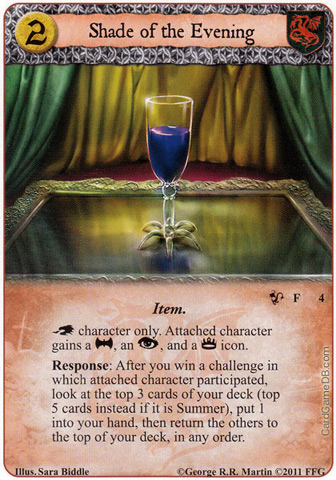 2 Shade of the Evening
F 4
Item.
character only. Attached character
gains a , an , and a icon.
Response: After you win a challenge in
which attached character participated,
look at the top 3 cards of your deck (top
5 cards instead if it is Summer), put 1
into your hand, then return the others to
the top of your deck, in any order.
CardGameDB.com
Illus. Sara Biddle ©George R.R. Martin ©2011 FFG